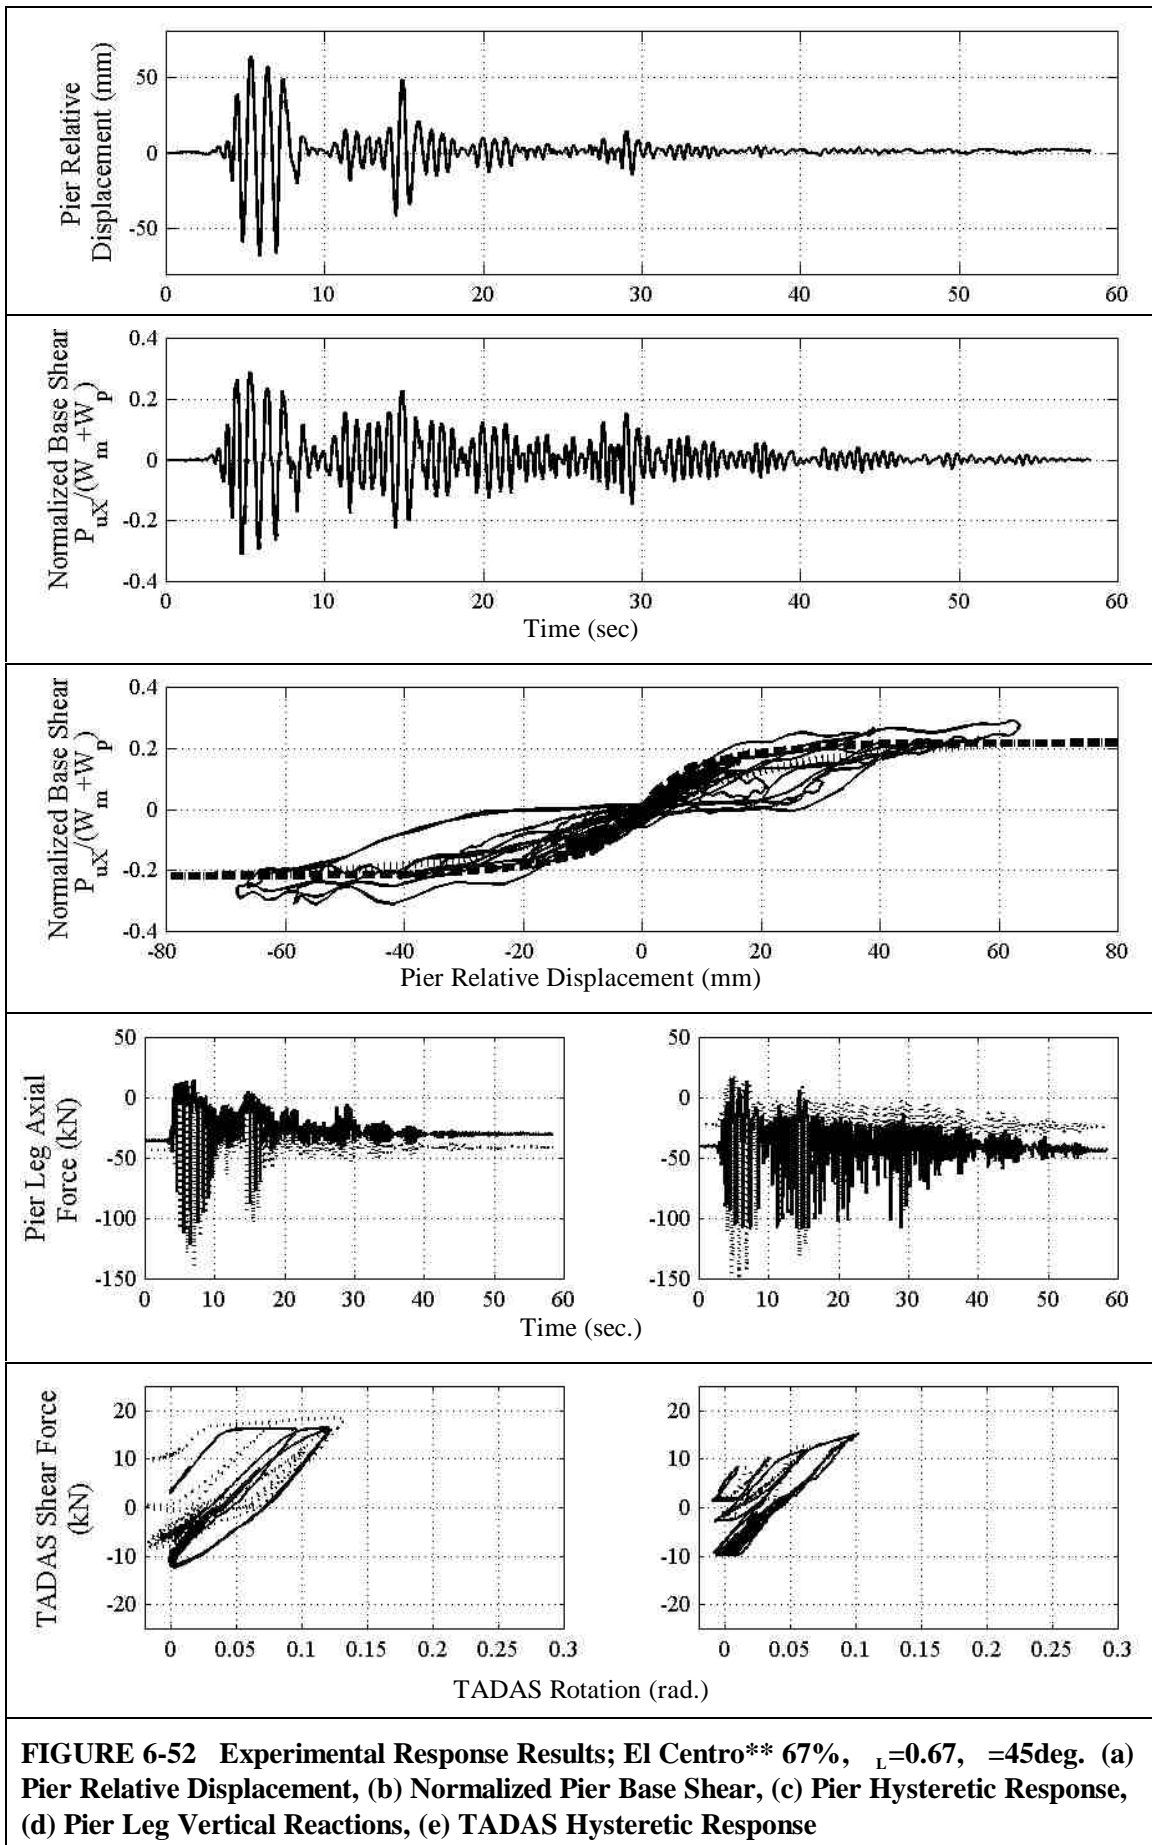 Pier Relative
Displacement (mm)
50
0
-50
0 10 20 30 40 50 60
Normalized Base Shear
P_uX/(W_m+W_p)
0.4
0.2
0
-0.2
-0.4
0 10 20 30 40 50 60
Time (sec)
Normalized Base Shear
P_uX/(W_m+W_p)
0.4
0.2
0
-0.2
-0.4
-80 -60 -40 -20 0 20 40 60 80
Pier Relative Displacement (mm)
Pier Leg Axial
Force (kN)
50
0
-50
-100
-150
0 10 20 30 40 50 60
50
0
-50
-100
-150
0 10 20 30 40 50 60
Time (sec.)
TADAS Shear Force
(kN)
20
10
0
-10
-20
0 0.05 0.1 0.15 0.2 0.25 0.3
20
10
0
-10
-20
0 0.05 0.1 0.15 0.2 0.25 0.3
TADAS Rotation (rad.)
FIGURE 6-52 Experimental Response Results; El Centro** 67%, L=0.67, =45deg. (a)
Pier Relative Displacement, (b) Normalized Pier Base Shear, (c) Pier Hysteretic Response,
(d) Pier Leg Vertical Reactions, (e) TADAS Hysteretic Response